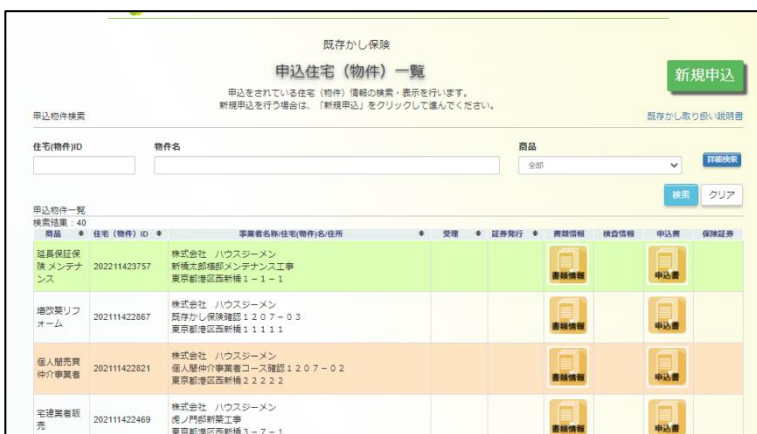 既存かし保険
申込住宅（物件）一覧
新規申込
申込をされている住宅（物件）情報の検索・表示を行います。
新規申込を行う場合は、「新規申込」をクリックして進んでください。
申込物件検索
既存かし取り扱い説明書
住宅(物件)ID 物件名 商品
全部
詳細検索
検索 クリア
申込物件一覧
検索結果：40
商品 住宅（物件）ID 事業者名称/住宅(物件)名/住所 受理 証券発行 書類情報 検査情報 申込書 保険証券
延長保証保
険 メンテナ
ンス
202211423757
株式会社 ハウスジーメン
新橋太郎様邸メンテナンス工事
東京都港区西新橋１－１－１
書類情報
申込書
増改築リフ
ォーム
202111422867
株式会社 ハウスジーメン
既存かし保険確認１２０７－０３
東京都港区西新橋１１１１１
書類情報
申込書
個人間売買
仲介事業者
202111422821
株式会社 ハウスジーメン
個人間仲介事業者コース確認１２０７－０２
東京都港区西新橋２２２２２
書類情報
申込書
宅建業者販
売
202111422469
株式会社 ハウスジーメン
虎ノ門邸新築工事
東京都港区西新橋３－７－１
書類情報
申込書